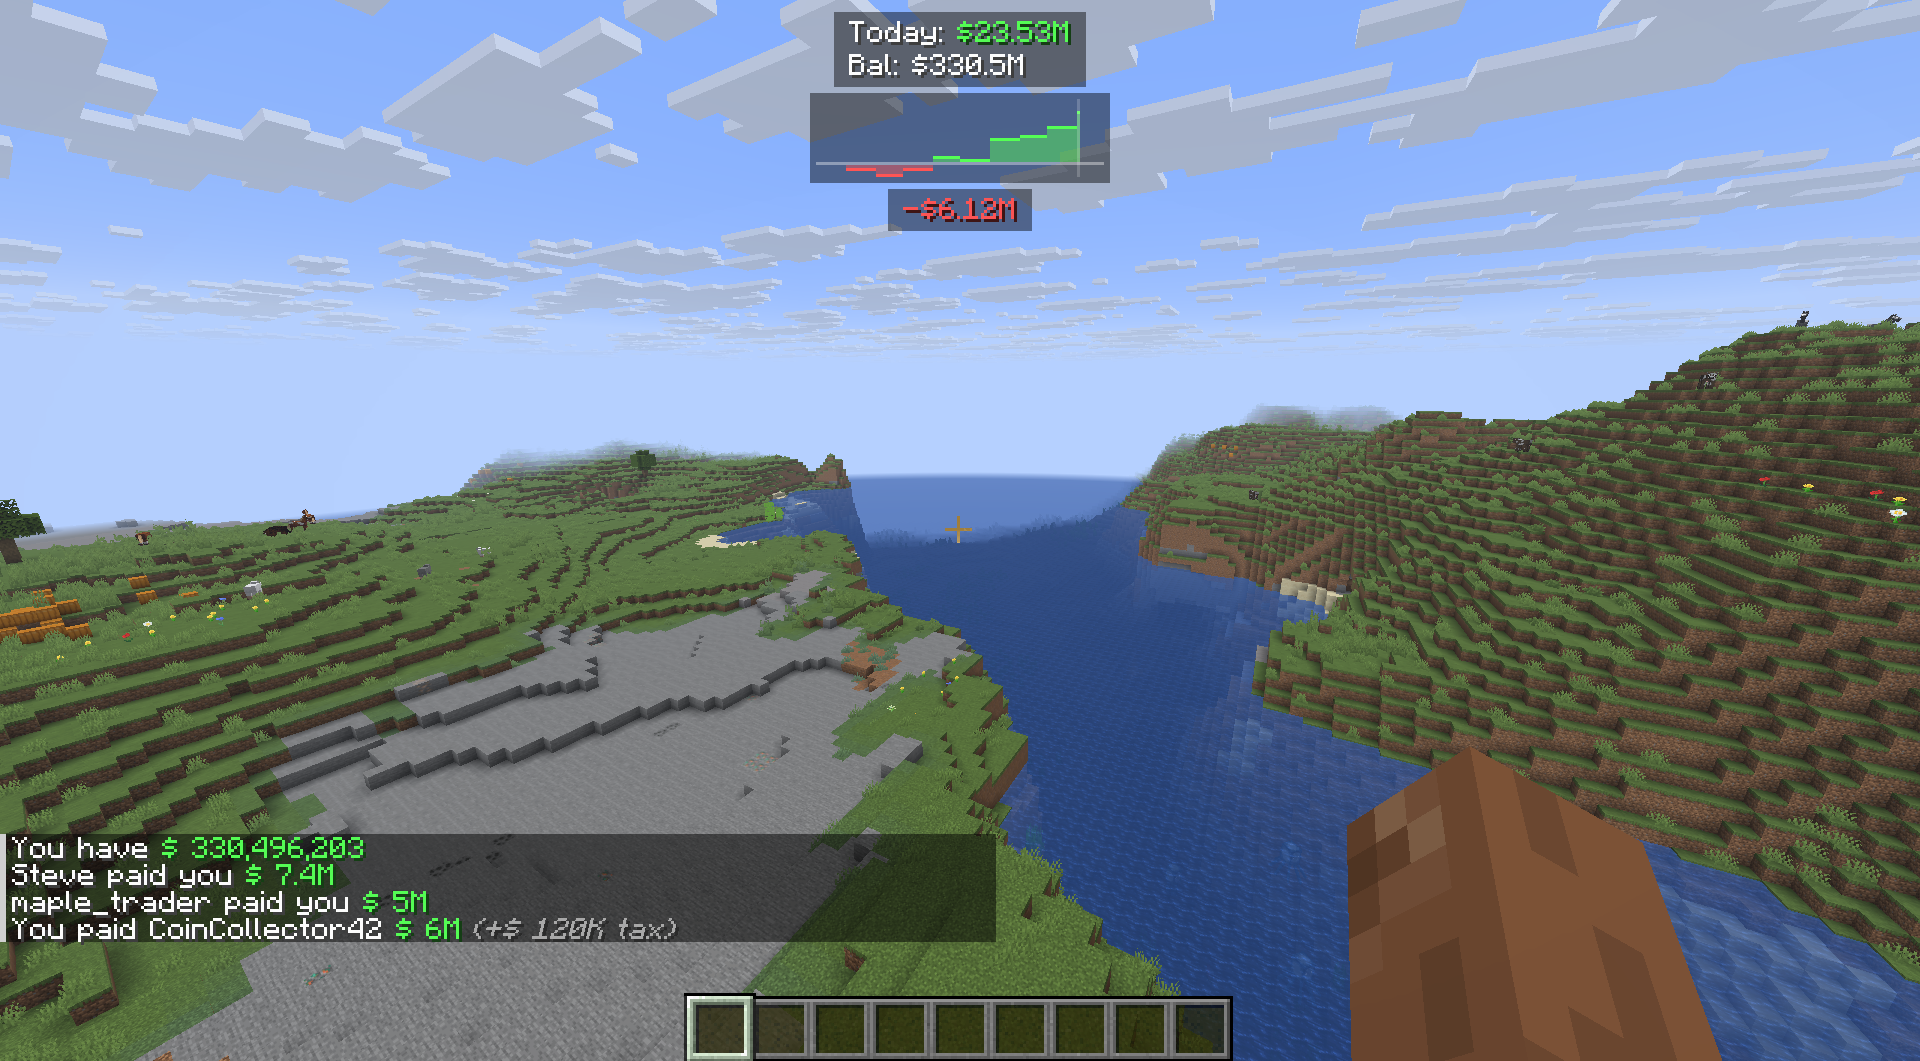 Today: $23.53M
Bal: $330.5M
-$6.12M
You have $ 330,496,203
Steve paid you $ 7.4M
maple_trader paid you $ 5M
You paid CoinCollector42 $ 6M (+$ 120K tax)